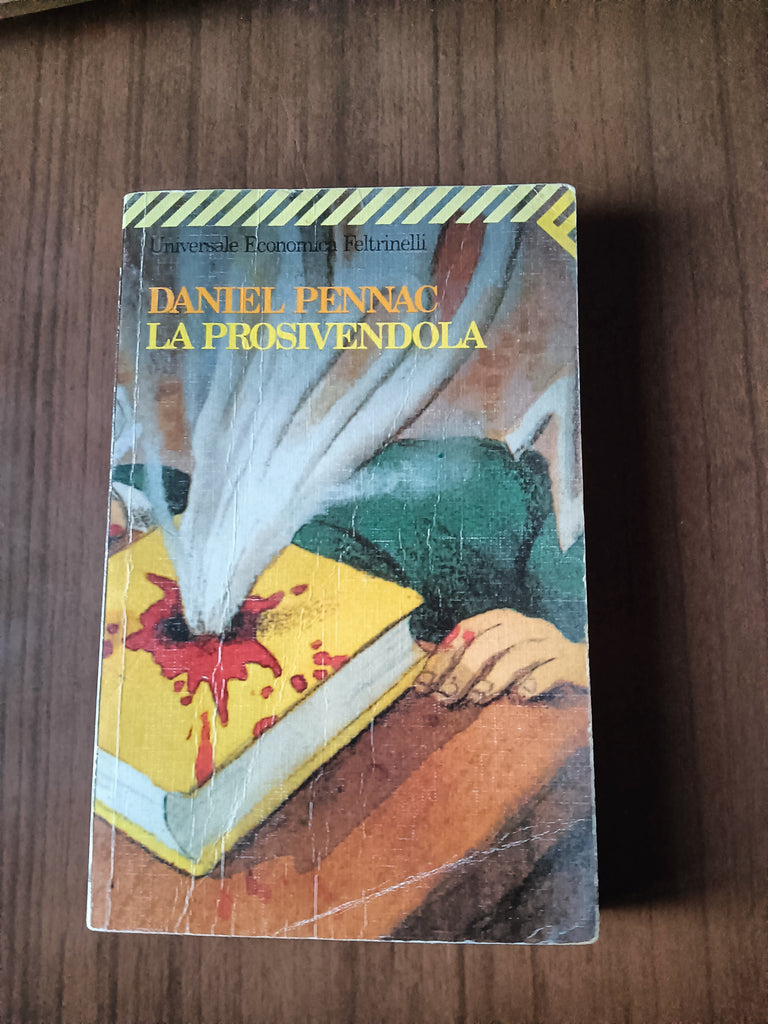 Universale Economica Feltrinelli
DANIEL PENNAC
LA PROSIVENDOLA